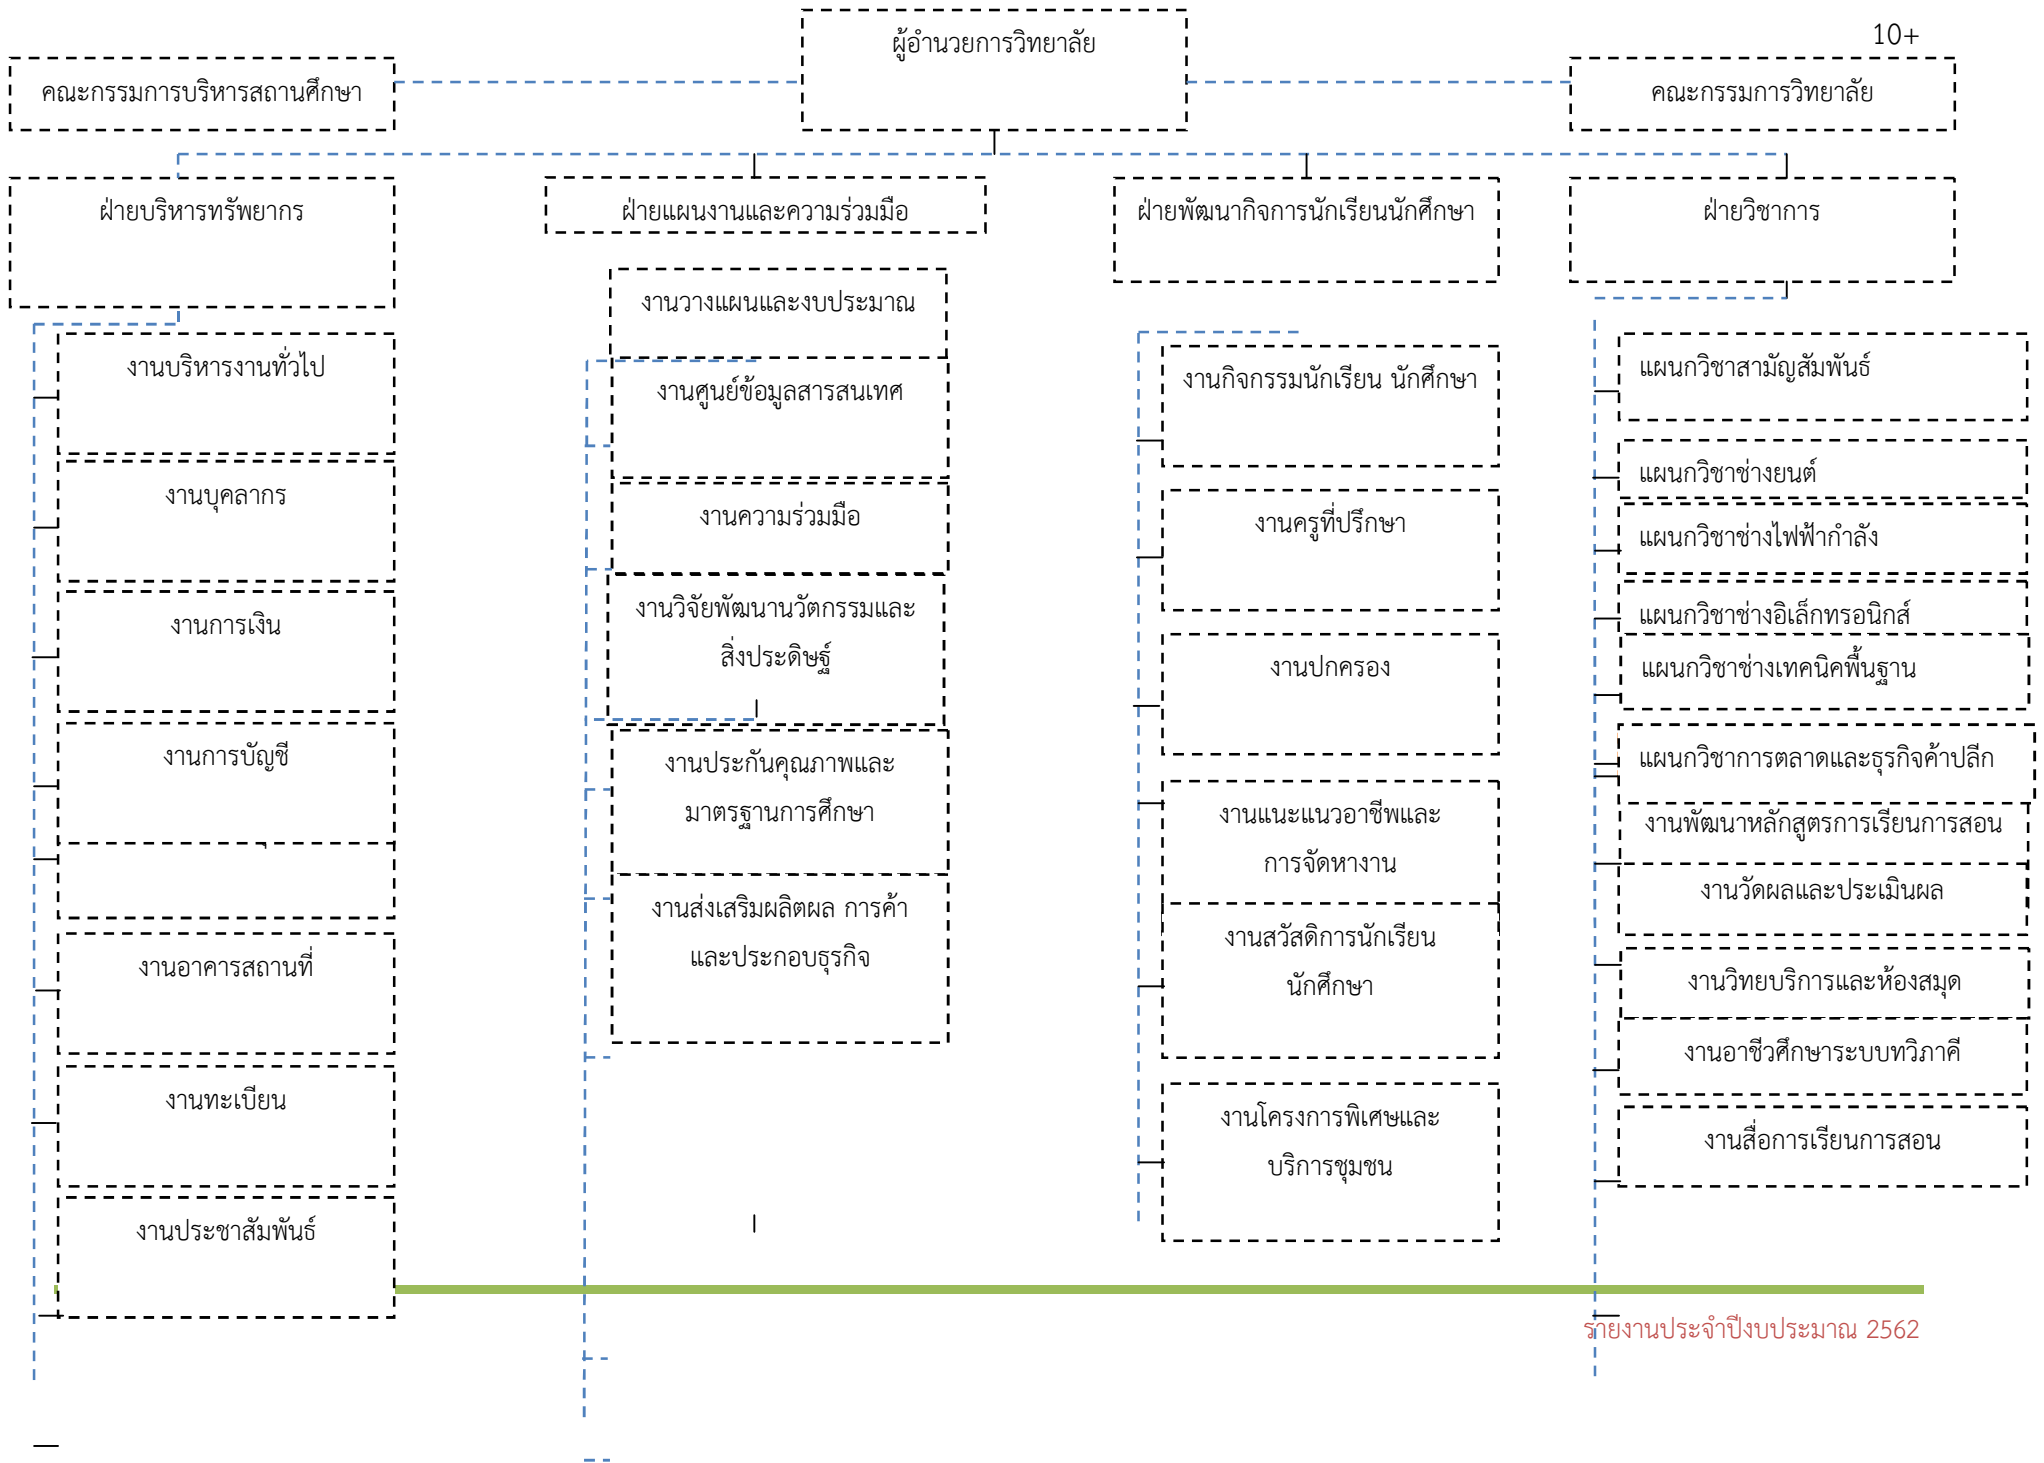 ผู้อำนวยการวิทยาลัย
10+
คณะกรรมการบริหารสถานศึกษา
คณะกรรมการวิทยาลัย
ฝ่ายบริหารทรัพยากร
ฝ่ายแผนงานและความร่วมมือ
ฝ่ายพัฒนากิจการนักเรียนนักศึกษา
ฝ่ายวิชาการ
งานบริหารงานทั่วไป
งานบุคลากร
งานการเงิน
งานการบัญชี
งานอาคารสถานที่
งานทะเบียน
งานประชาสัมพันธ์
งานวางแผนและงบประมาณ
งานศูนย์ข้อมูลสารสนเทศ
งานความร่วมมือ
งานวิจัยพัฒนานวัตกรรมและ
สิ่งประดิษฐ์
งานประกันคุณภาพและ
มาตรฐานการศึกษา
งานส่งเสริมผลิตผล การค้า
และประกอบธุรกิจ
งานกิจกรรมนักเรียน นักศึกษา
งานครูที่ปรึกษา
งานปกครอง
งานแนะแนวอาชีพและ
การจัดหางาน
งานสวัสดิการนักเรียน
นักศึกษา
งานโครงการพิเศษและ
บริการชุมชน
แผนกวิชาสามัญสัมพันธ์
แผนกวิชาช่างยนต์
แผนกวิชาช่างไฟฟ้ากำลัง
แผนกวิชาช่างอิเล็กทรอนิกส์
แผนกวิชาช่างเทคนิคพื้นฐาน
แผนกวิชาการตลาดและธุรกิจค้าปลีก
งานพัฒนาหลักสูตรการเรียนการสอน
งานวัดผลและประเมินผล
งานวิทยบริการและห้องสมุด
งานอาชีวศึกษาระบบทวิภาคี
งานสื่อการเรียนการสอน
รายงานประจำปีงบประมาณ 2562